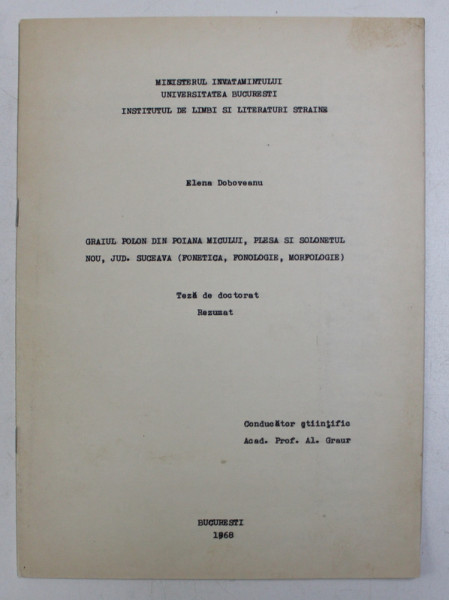 MINISTERUL INVATAMINTULUI
UNIVERSITATEA BUCURESTI
INSTITUTUL DE LIMBI SI LITERATURI STRAINE
Elena Doboveanu
GRAIUL POLON DIN POIANA MICULUI, PLESA SI SOLONETUL
NOU, JUD. SUCEAVA (FONETICA, FONOLOGIE, MORFOLOGIE)
Teză de doctorat
Rezumat
Conducător ştiinţific
Acad. Prof. Al. Graur
BUCURESTI
1968